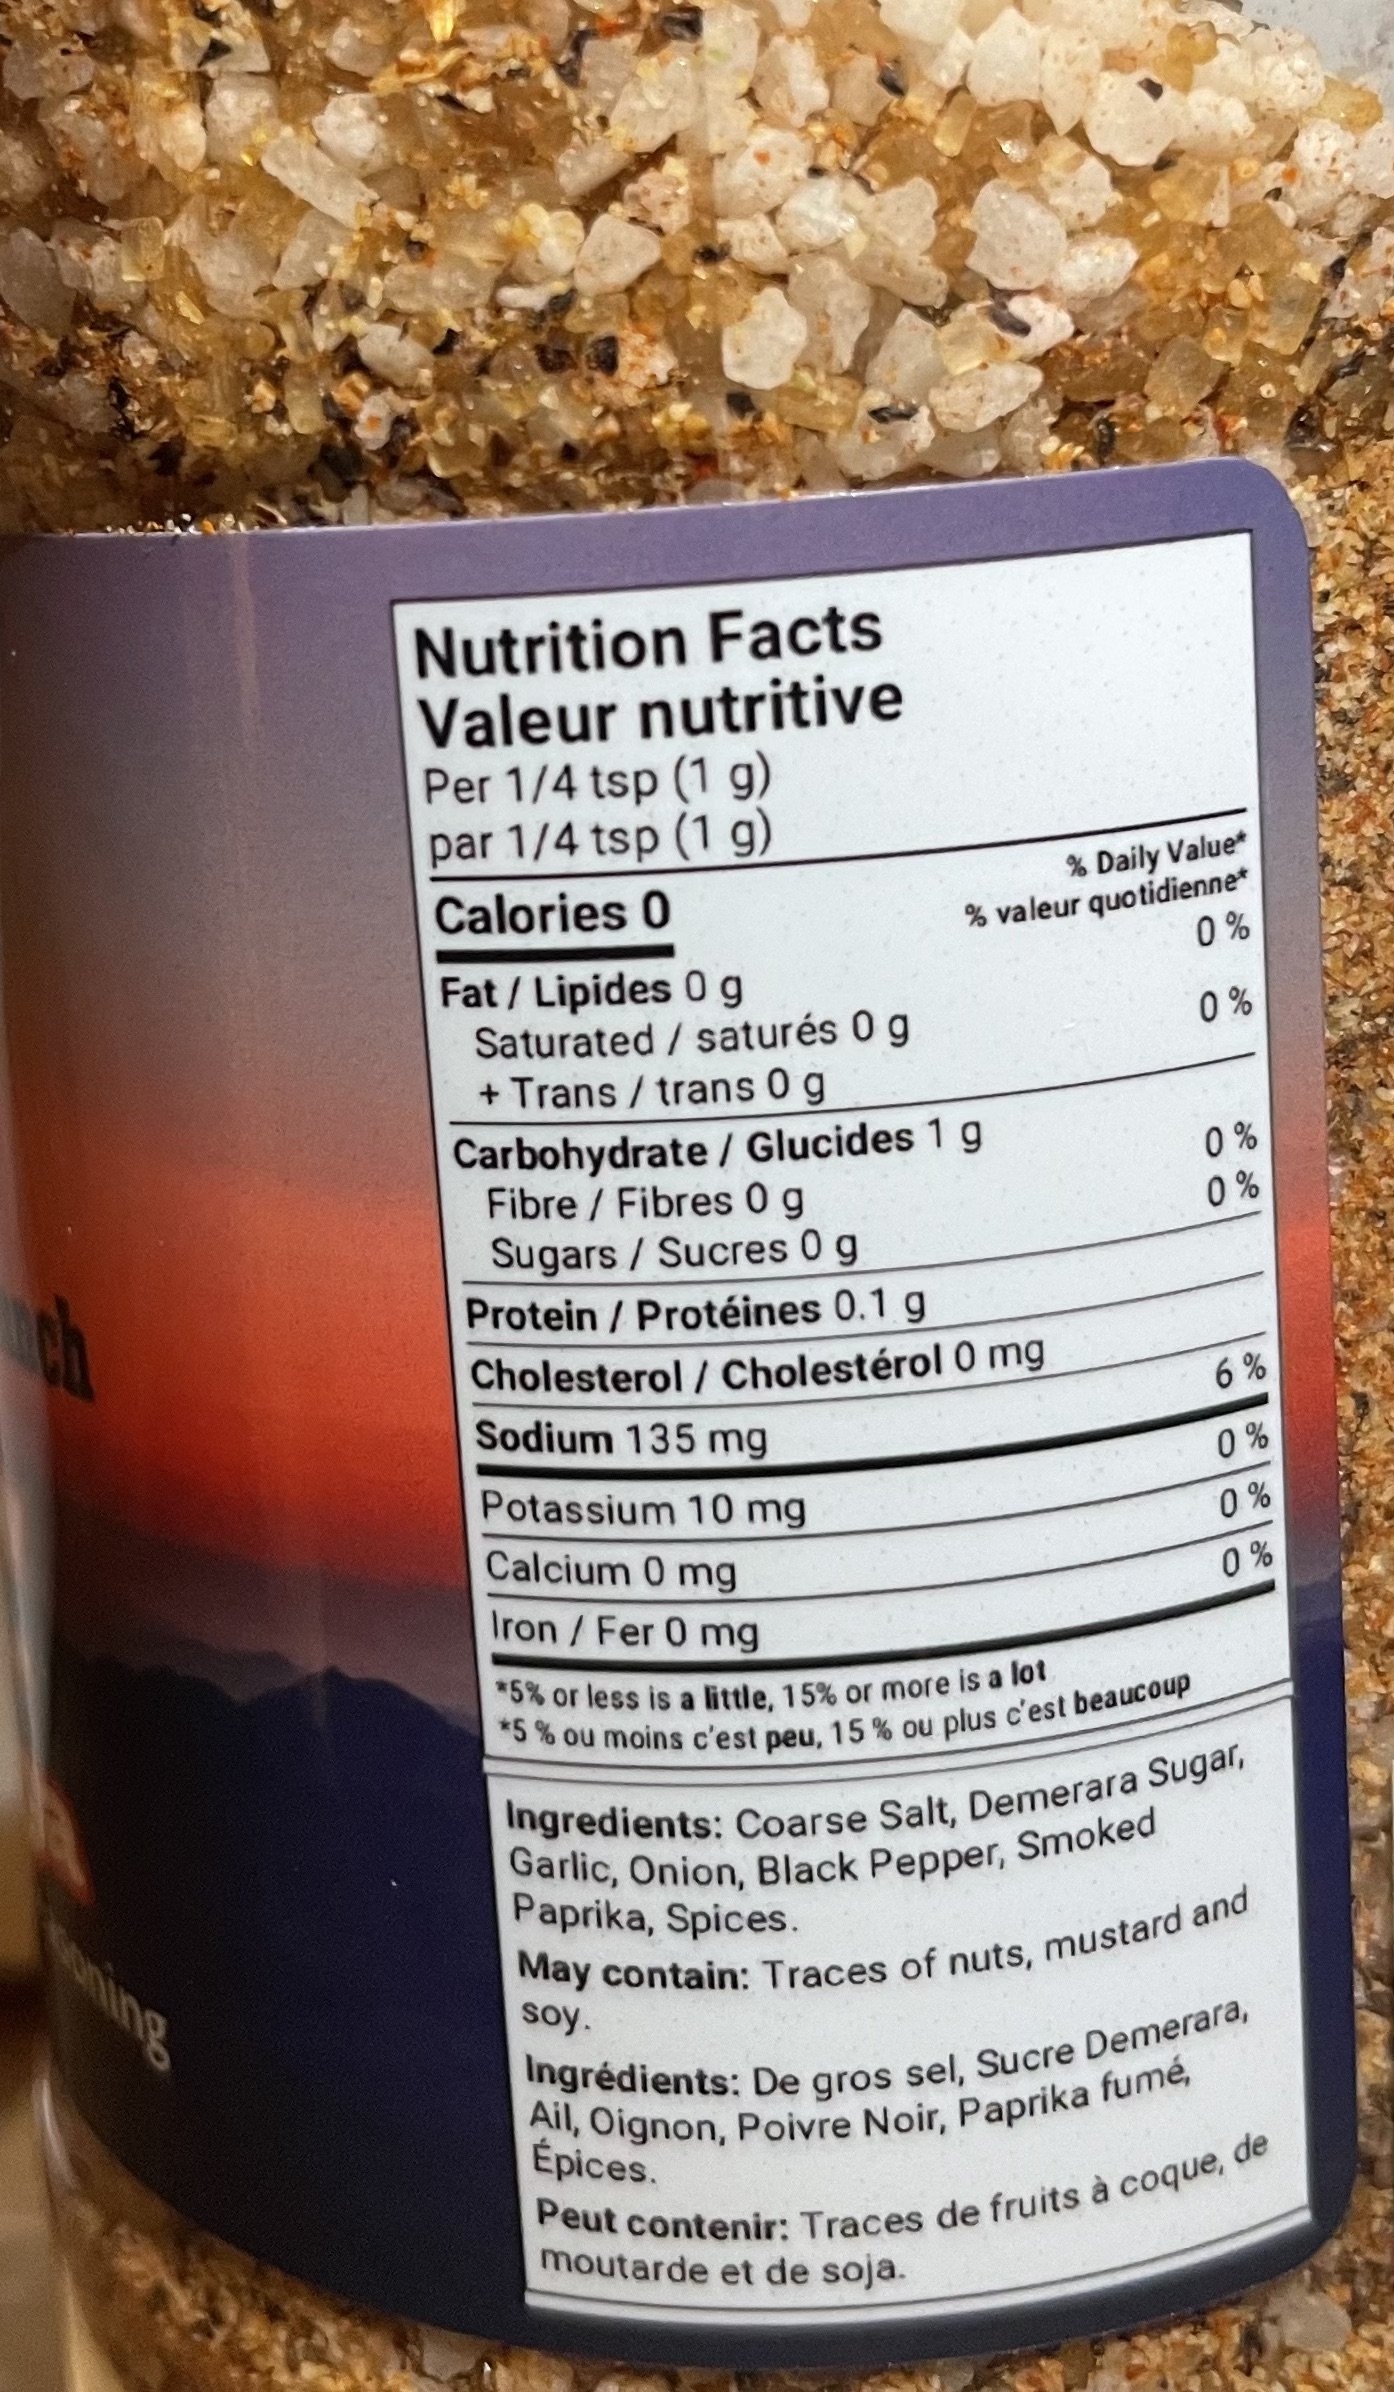 Nutrition Facts
Valeur nutritive
Per 1/4 tsp (1 g)
par 1/4 tsp (1 g)
% Daily Value*
% valeur quotidienne*
Calories 0
0 %
Fat / Lipides 0 g
0 %
Saturated / saturés 0 g
+ Trans / trans 0 g
Carbohydrate / Glucides 1 g
0 %
Fibre / Fibres 0 g
0 %
Sugars / Sucres 0 g
Protein / Protéines 0.1 g
Cholesterol / Cholestérol 0 mg
Sodium 135 mg
6 %
Potassium 10 mg
0 %
Calcium 0 mg
0 %
Iron / Fer 0 mg
0 %
*5% or less is a little, 15% or more is a lot
*5 % ou moins c'est peu, 15 % ou plus c'est beaucoup
Ingredients: Coarse Salt, Demerara Sugar,
Garlic, Onion, Black Pepper, Smoked
Paprika, Spices.
May contain: Traces of nuts, mustard and
soy.
Ingrédients: De gros sel, Sucre Demerara,
Ail, Oignon, Poivre Noir, Paprika fumé,
Épices.
Peut contenir: Traces de fruits à coque, de
moutarde et de soja.